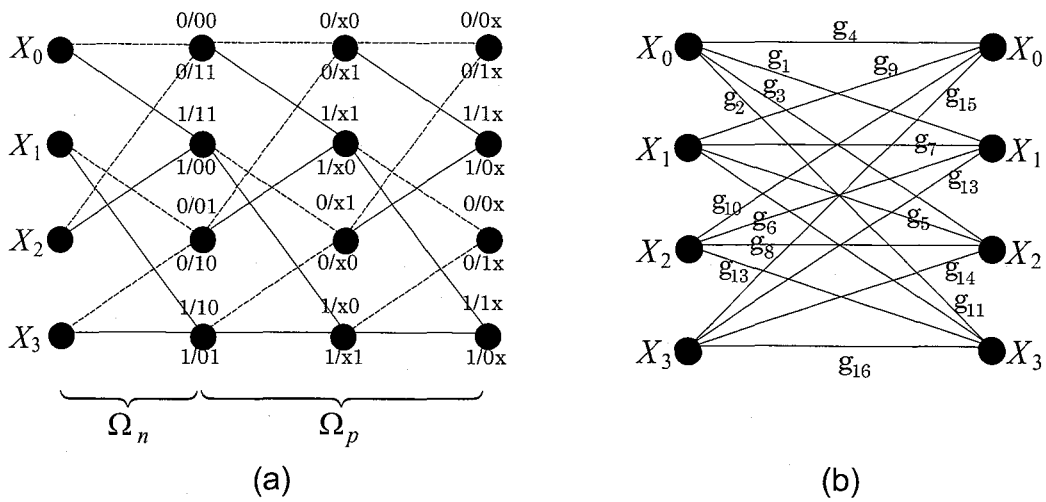 0/00 0/x0 0/0x
X0
0/11 0/x1 0/1x
1/11 1/x1 1/1x
X1
1/00 1/x0 1/0x
0/01 0/x1 0/0x
X2
0/10 0/x0 0/1x
1/10 1/x0 1/1x
X3
1/01 1/x1 1/0x
Ωn Ωp
(a)
g4
X0 X0
g1 g9
g2 g3 g15
X1 g7 X1
g13
g10 g6 g5
X2 g8 X2
g13 g14
g11
X3 X3
g16
(b)